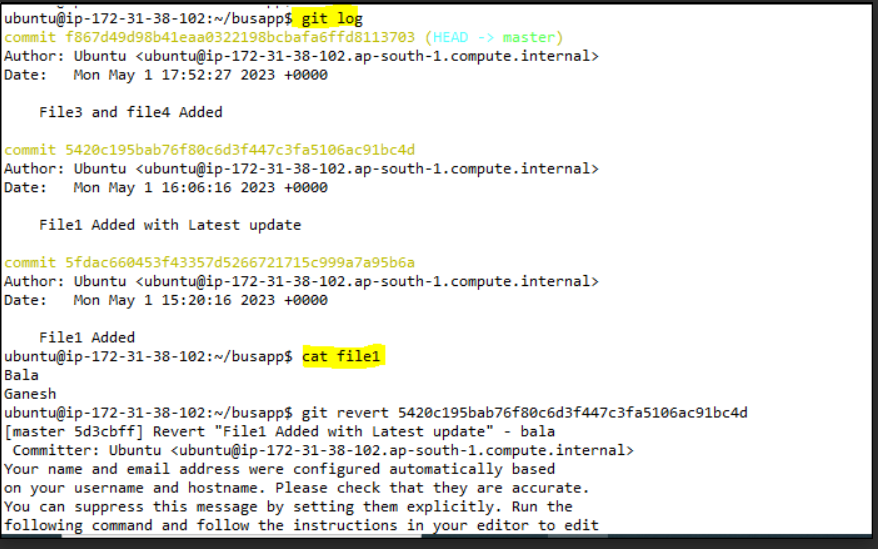 ubuntu@ip-172-31-38-102:~/busapp$ git log
commit f867d49d98b41eaa0322198bcbafa6ffd8113703 (HEAD -> master)
Author: Ubuntu <ubuntu@ip-172-31-38-102.ap-south-1.compute.internal>
Date:   Mon May 1 17:52:27 2023 +0000
    File3 and file4 Added
commit 5420c195bab76f80c6d3f447c3fa5106ac91bc4d
Author: Ubuntu <ubuntu@ip-172-31-38-102.ap-south-1.compute.internal>
Date:   Mon May 1 16:06:16 2023 +0000
    File1 Added with Latest update
commit 5fdac660453f43357d5266721715c999a7a95b6a
Author: Ubuntu <ubuntu@ip-172-31-38-102.ap-south-1.compute.internal>
Date:   Mon May 1 15:20:16 2023 +0000
    File1 Added
ubuntu@ip-172-31-38-102:~/busapp$ cat file1
Bala
Ganesh
ubuntu@ip-172-31-38-102:~/busapp$ git revert 5420c195bab76f80c6d3f447c3fa5106ac91bc4d
[master 5d3cbff] Revert "File1 Added with Latest update" - bala
 Committer: Ubuntu <ubuntu@ip-172-31-38-102.ap-south-1.compute.internal>
Your name and email address were configured automatically based
on your username and hostname. Please check that they are accurate.
You can suppress this message by setting them explicitly. Run the
following command and follow the instructions in your editor to edit